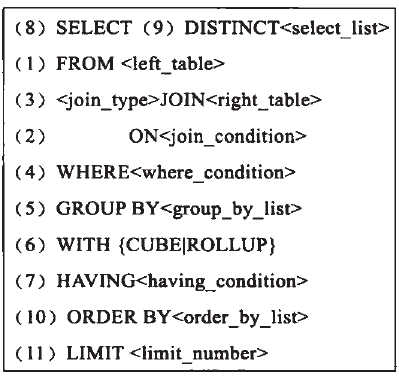 (8) SELECT (9) DISTINCT<select_list>
(1) FROM <left_table>
(3) <join_type>JOIN<right_table>
(2) ON<join_condition>
(4) WHERE<where_condition>
(5) GROUP BY<group_by_list>
(6) WITH {CUBE|ROLLUP}
(7) HAVING<having_condition>
(10) ORDER BY<order_by_list>
(11) LIMIT <limit_number>